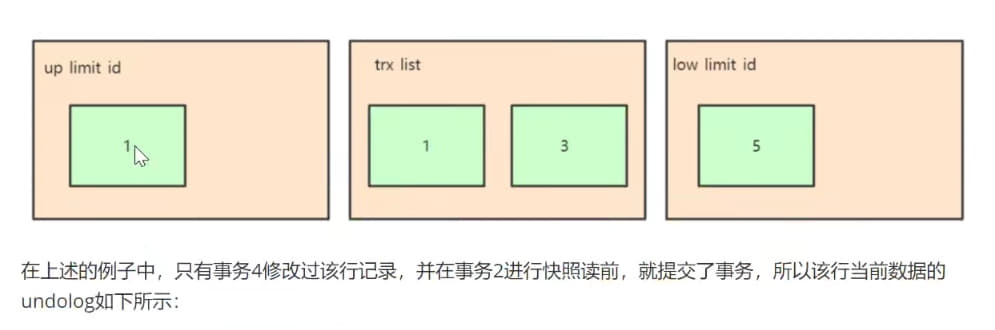 up limit id
trx list
low limit id
1
1
3
5
在上述的例子中，只有事务4修改过该行记录，并在事务2进行快照读前，就提交了事务，所以该行当前数据的
undolog如下所示：